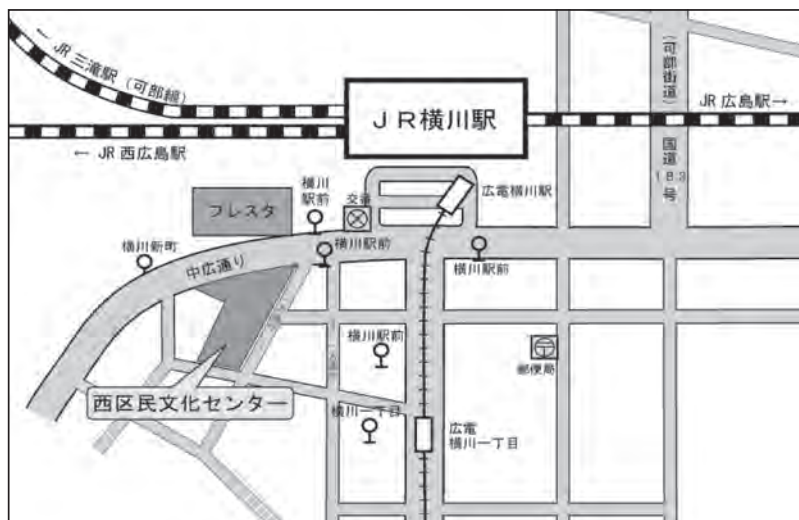 ← JR三滝駅（可部線）
← JR 西広島駅
ＪＲ横川駅
JR 広島駅→
（可部街道）
国道183号
フレスタ
横川
駅前
交番
広電横川駅
横川新町
中広通り
横川駅前
横川駅前
横川駅前
郵便局
西区民文化センター
横川一丁目
広電
横川一丁目